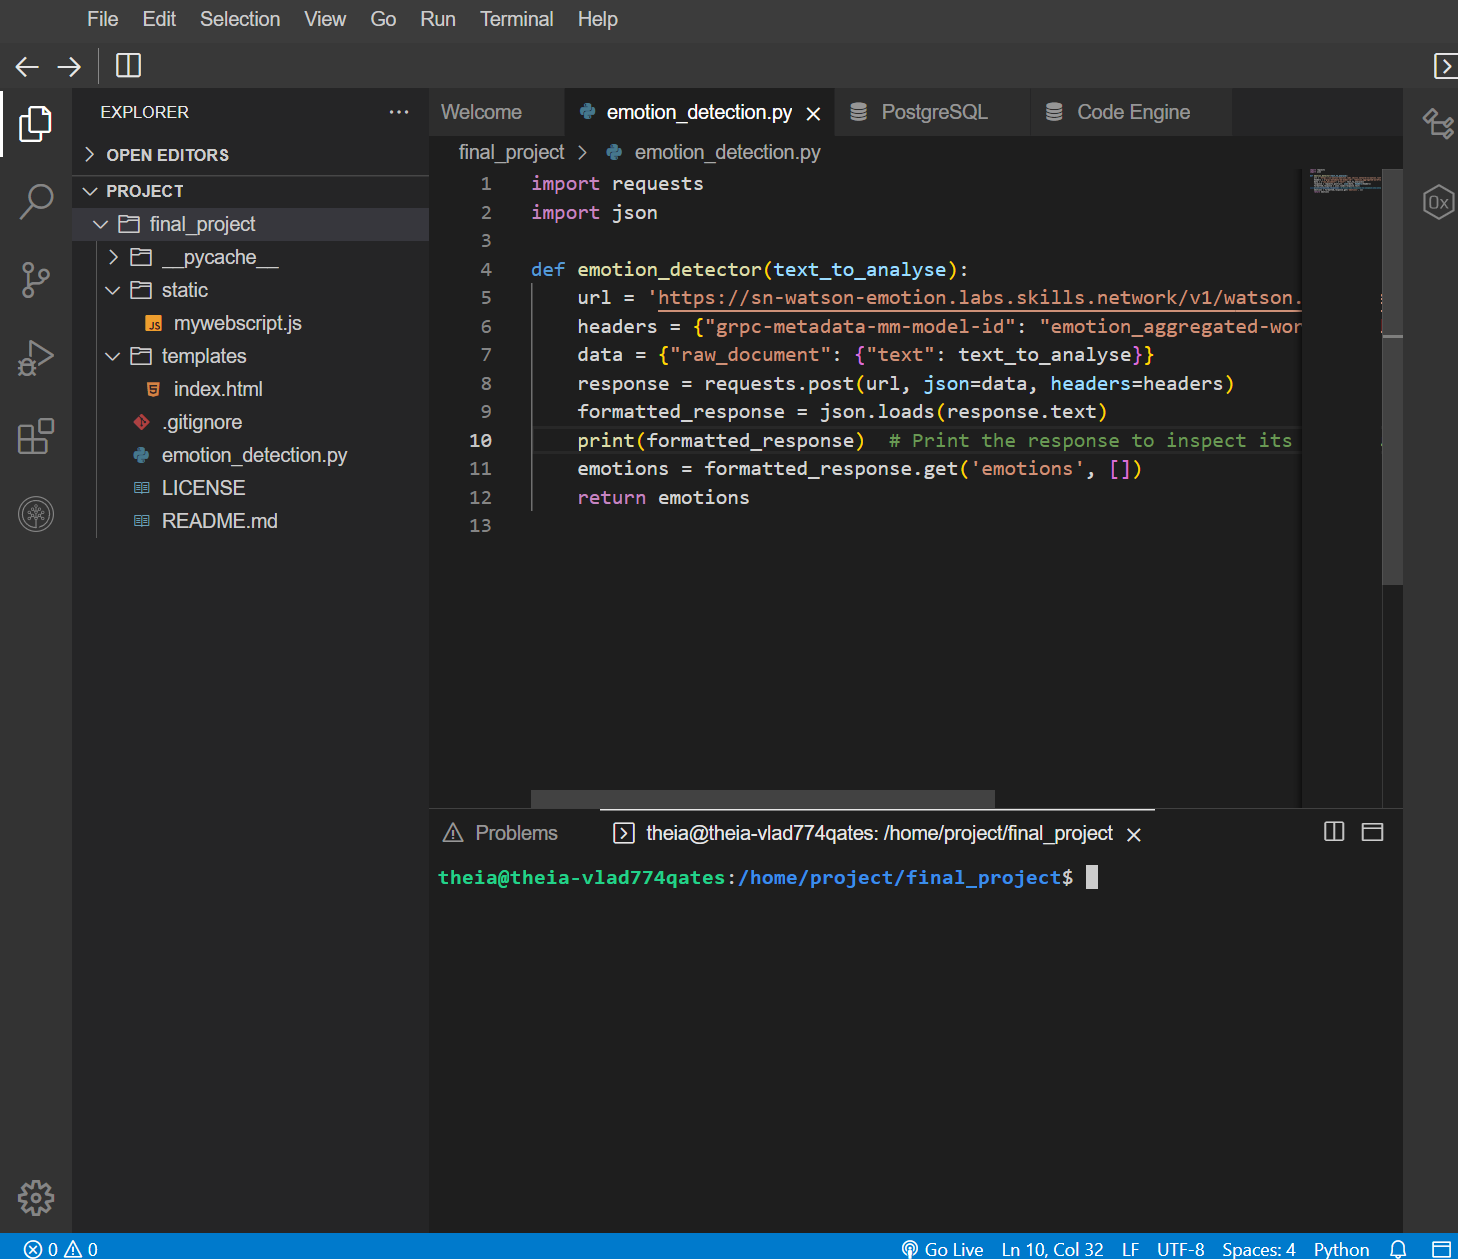 File Edit Selection View Go Run Terminal Help
EXPLORER
OPEN EDITORS
PROJECT
final_project
__pycache__
static
mywebscript.js
templates
index.html
.gitignore
emotion_detection.py
LICENSE
README.md
Welcome emotion_detection.py PostgreSQL Code Engine
final_project > emotion_detection.py
1 import requests
2 import json
3
4 def emotion_detector(text_to_analyse):
5     url = 'https://sn-watson-emotion.labs.skills.network/v1/watson.
6     headers = {"grpc-metadata-mm-model-id": "emotion_aggregated-wor
7     data = {"raw_document": {"text": text_to_analyse}}
8     response = requests.post(url, json=data, headers=headers)
9     formatted_response = json.loads(response.text)
10     print(formatted_response)  # Print the response to inspect its
11     emotions = formatted_response.get('emotions', [])
12     return emotions
13
Problems theia@theia-vlad774qates: /home/project/final_project
theia@theia-vlad774qates:/home/project/final_project$
0x
0 0 Go Live Ln 10, Col 32 LF UTF-8 Spaces: 4 Python